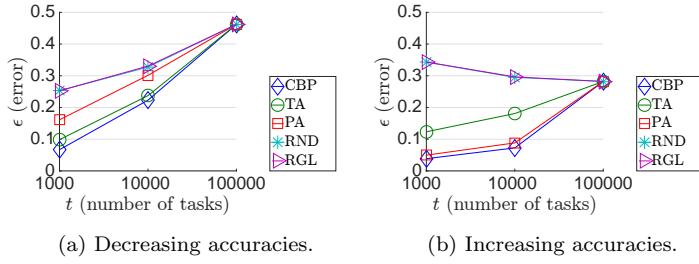 0.5
0.4
0.3
0.2
0.1
0
ϵ (error)
1000 10000 100000
t (number of tasks)
CBP
TA
PA
RND
RGL
(a) Decreasing accuracies.
0.5
0.4
0.3
0.2
0.1
0
ϵ (error)
1000 10000 100000
t (number of tasks)
CBP
TA
PA
RND
RGL
(b) Increasing accuracies.